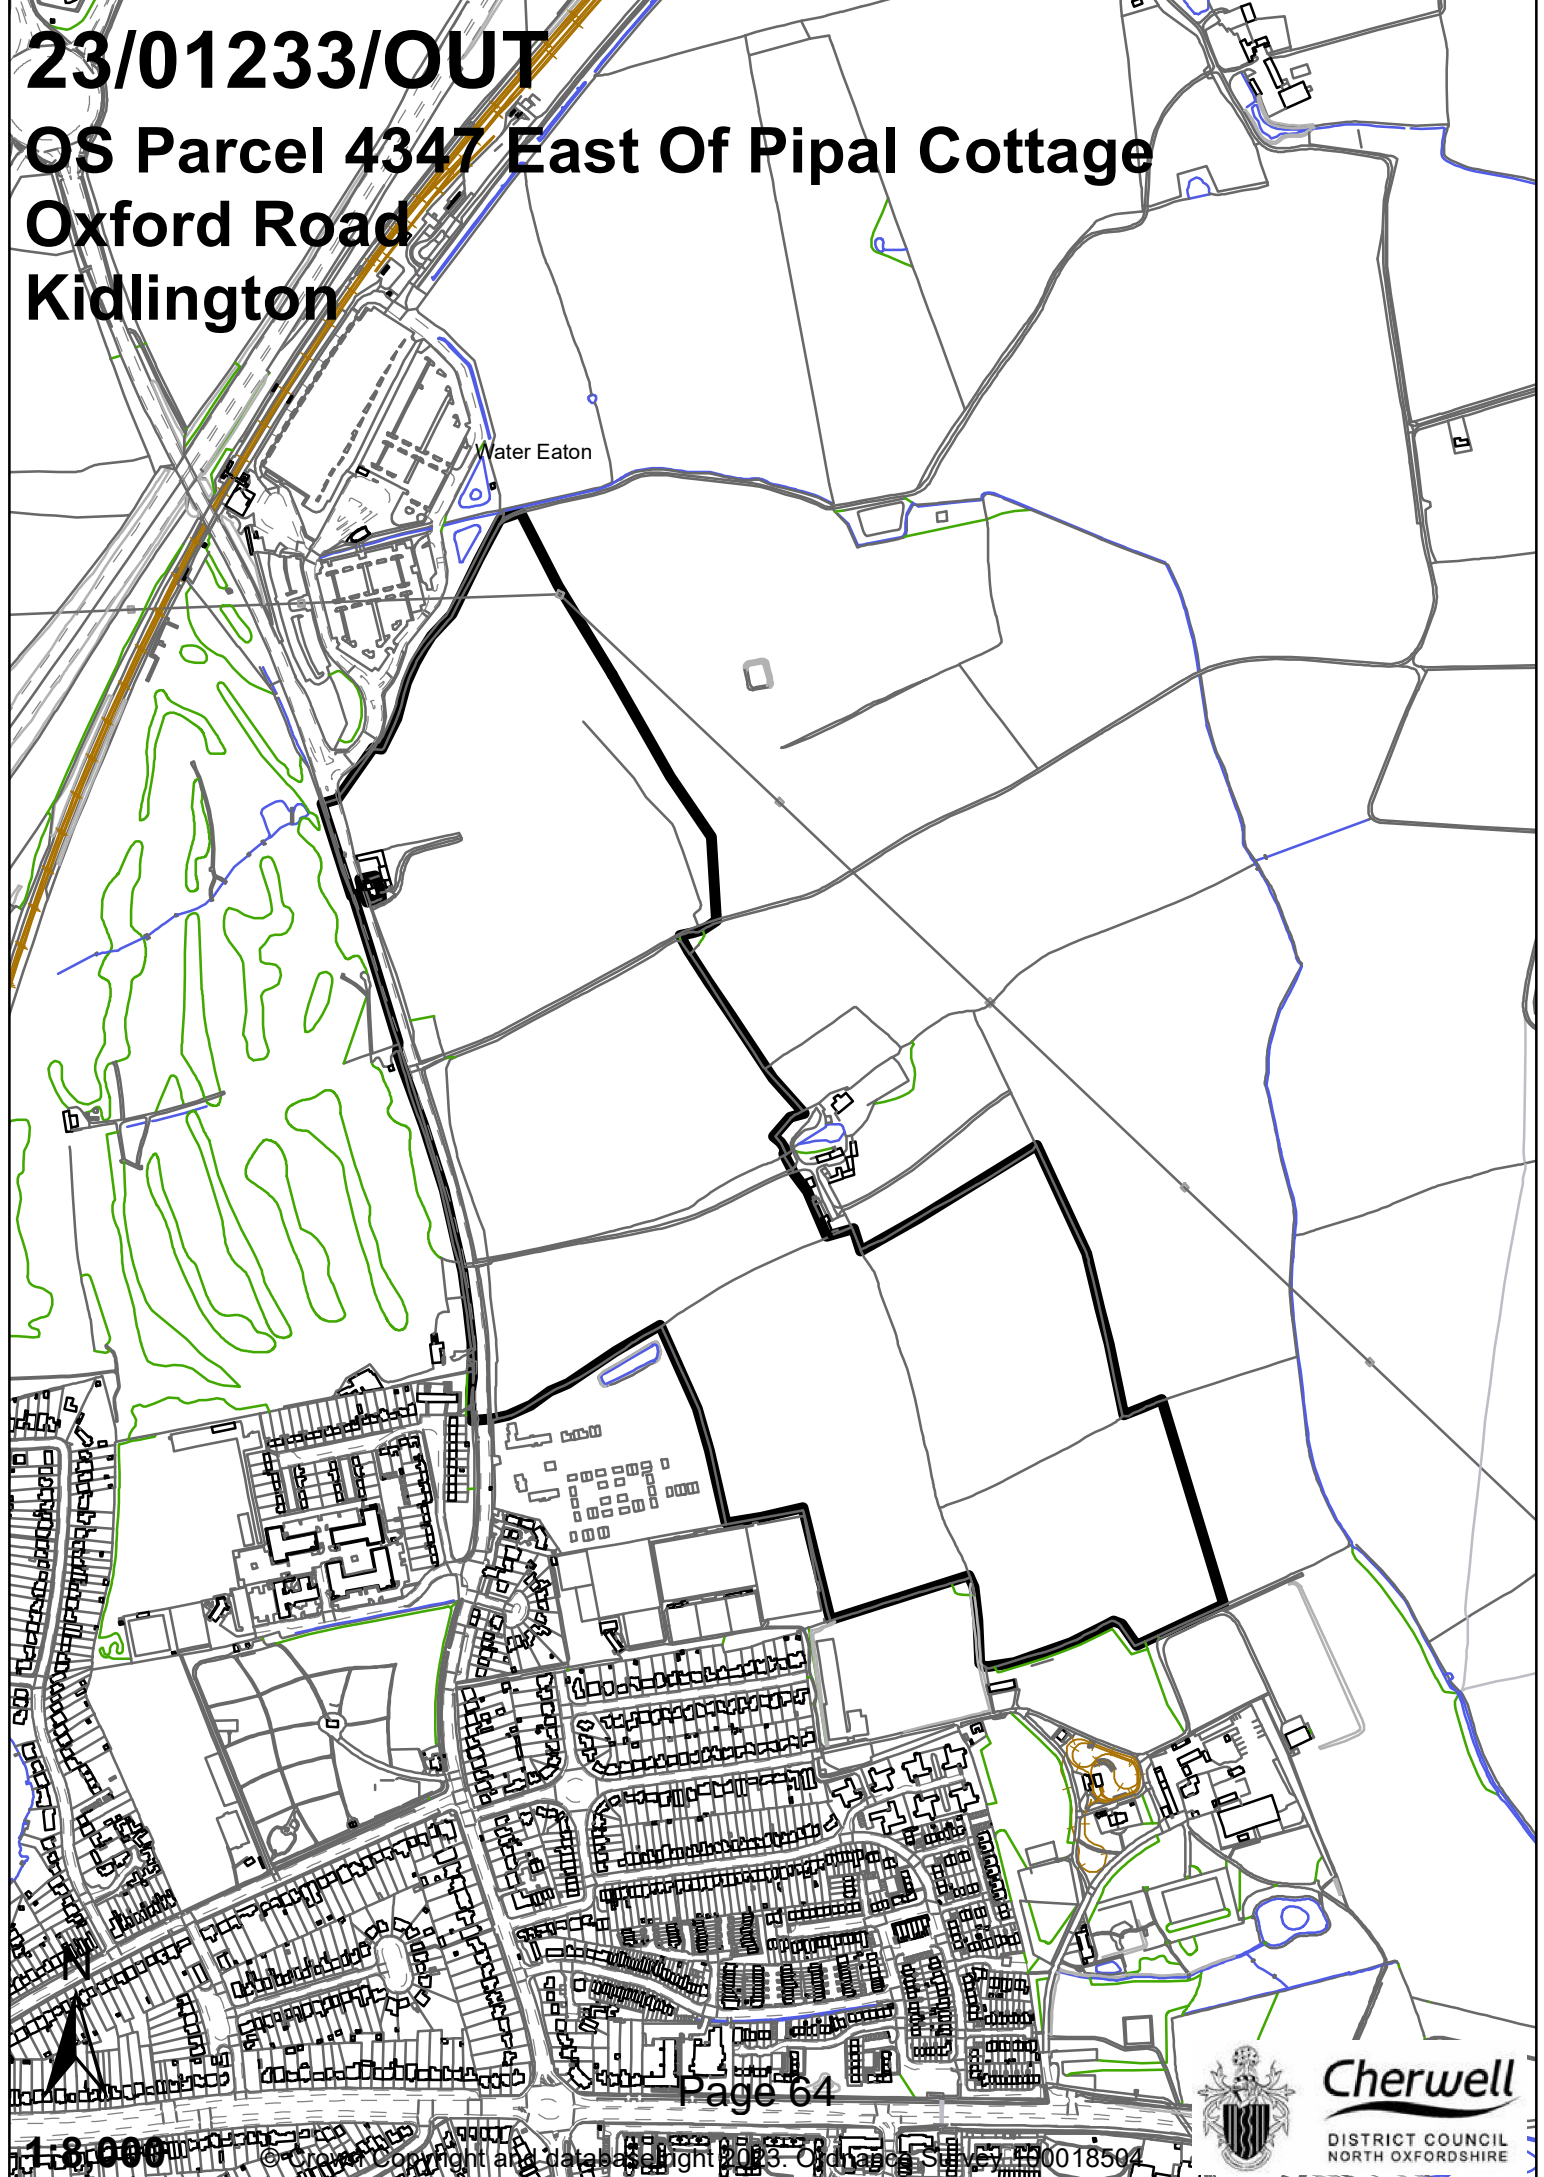 23/01233/OUT
OS Parcel 4347 East Of Pipal Cottage
Oxford Road
Kidlington
Water Eaton
N
Page 64
1:8,000
© Crown Copyright and database right 2023. Ordnance Survey 100018504
Cherwell
DISTRICT COUNCIL
NORTH OXFORDSHIRE